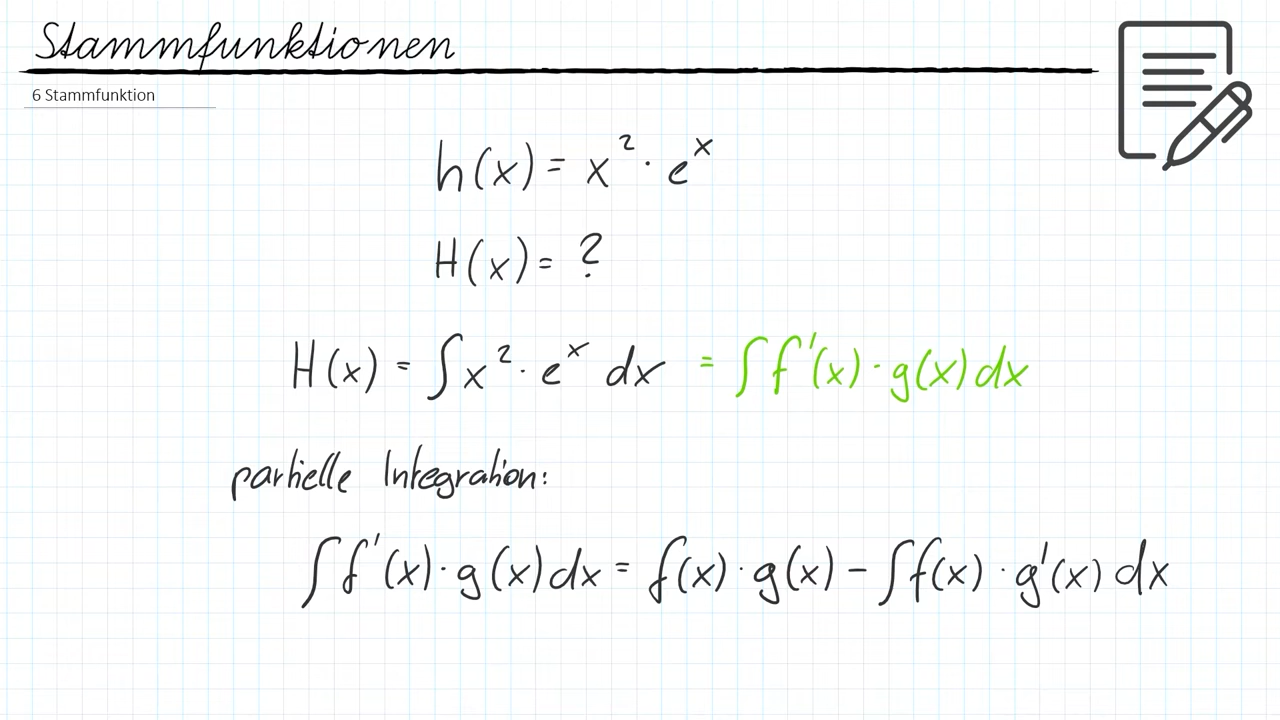 Stammfunktionen
6 Stammfunktion
h(x) = x² · eˣ
H(x) = ?
H(x) = ∫x² · eˣ dx = ∫f'(x) · g(x) dx
partielle Integration:
∫f'(x) · g(x) dx = f(x) · g(x) − ∫f(x) · g'(x) dx